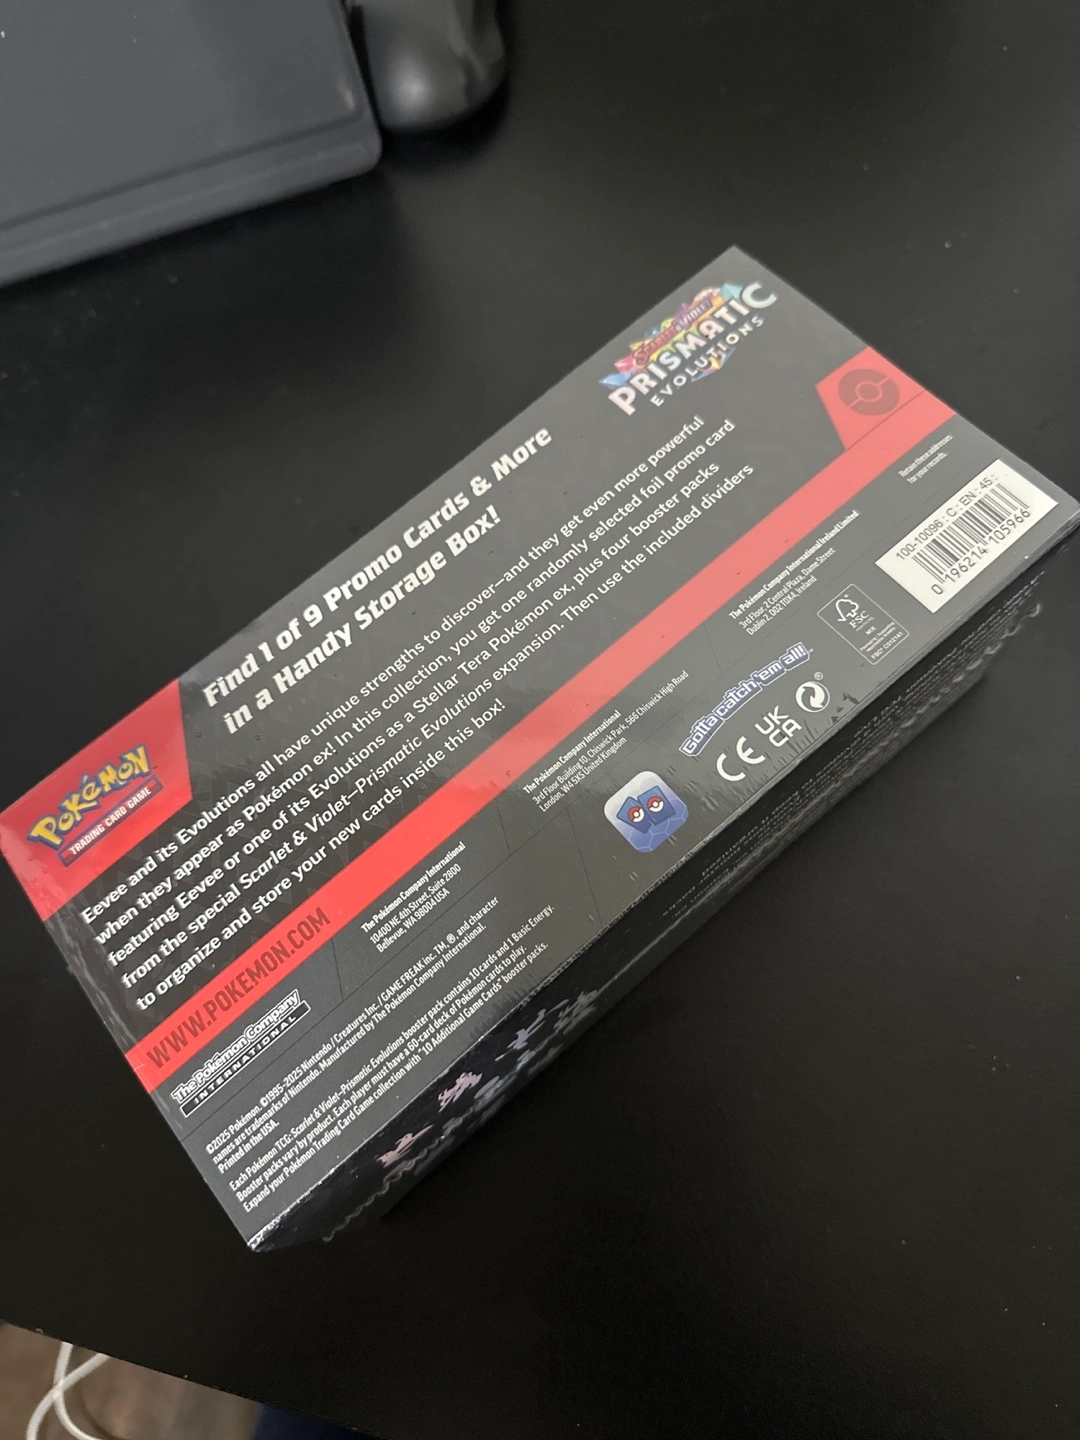 SCARLET & VIOLET
PRISMATIC
EVOLUTIONS
POKéMON
TRADING CARD GAME
Find 1 of 9 Promo Cards & More
in a Handy Storage Box!
Eevee and its Evolutions all have unique strengths to discover—and they get even more powerful
when they appear as Pokémon ex! In this collection, you get one randomly selected foil promo card
featuring Eevee or one of its Evolutions as a Stellar Tera Pokémon ex, plus four booster packs
from the special Scarlet & Violet—Prismatic Evolutions expansion. Then use the included dividers
to organize and store your new cards inside this box!
WWW.POKEMON.COM
The Pokémon Company
INTERNATIONAL
The Pokémon Company International
10400 NE 4th Street, Suite 2800
Bellevue, WA 98004 USA
The Pokémon Company International
3rd Floor Building 10, Chiswick Park, 566 Chiswick High Road
London, W4 5XS United Kingdom
The Pokémon Company International Ireland Limited
3rd Floor, 2 Central Plaza, Dame Street
Dublin 2, D02 T0X4, Ireland
Retain these addresses
for your records.
100-10096 - C - EN - 45
0 196214 105966
FSC
MIX
FSC® C012141
Gotta catch 'em all!
CE
UK
CA
®
©2025 Pokémon. ©1995–2025 Nintendo / Creatures Inc. / GAME FREAK inc. TM, ®, and character
names are trademarks of Nintendo. Manufactured by The Pokémon Company International.
Printed in the USA.
Each Pokémon TCG: Scarlet & Violet—Prismatic Evolutions booster pack contains 10 cards and 1 Basic Energy.
Booster packs vary by product. Each player must have a 60-card deck of Pokémon cards to play.
Expand your Pokémon Trading Card Game collection with "10 Additional Game Cards" booster packs.